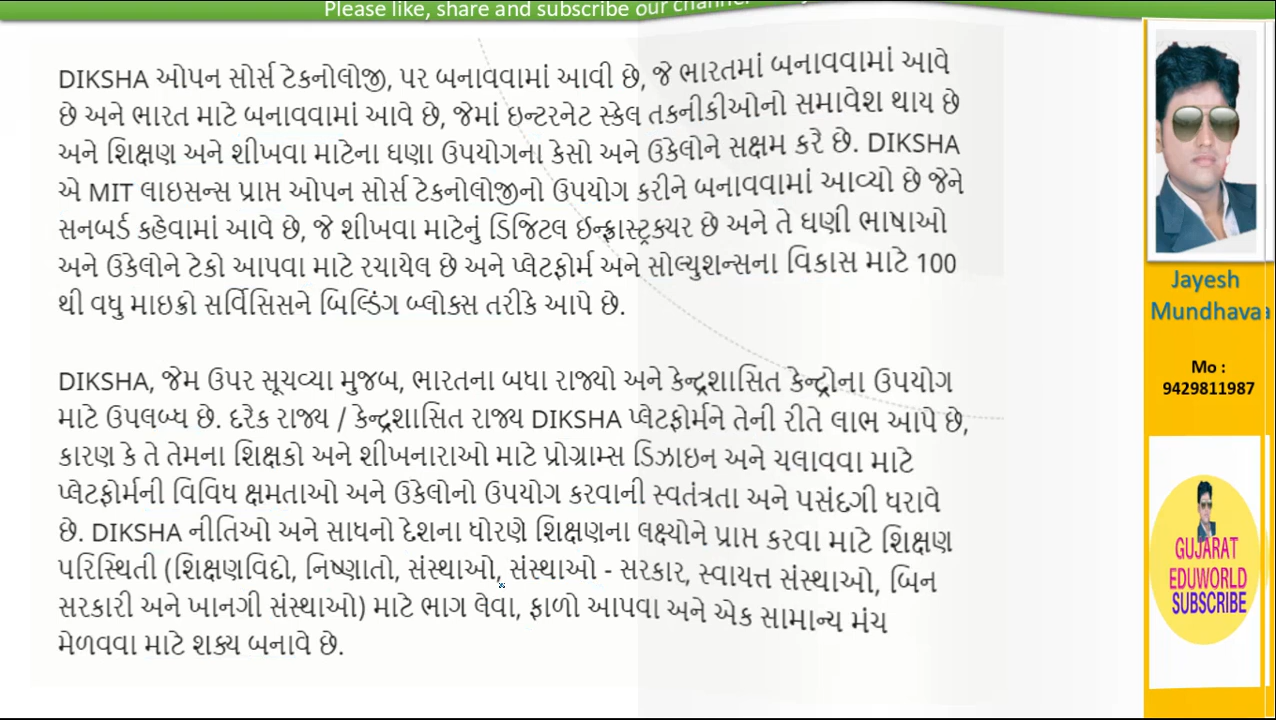 Please like, share and subscribe our channel
DIKSHA ઓપન સોર્સ ટેકનોલોજી, પર બનાવવામાં આવી છે, જે ભારતમાં બનાવવામાં આવે
છે અને ભારત માટે બનાવવામાં આવે છે, જેમાં ઇન્ટરનેટ સ્કેલ તકનીકીઓનો સમાવેશ થાય છે
અને શિક્ષણ અને શીખવા માટેના ઘણા ઉપયોગના કેસો અને ઉકેલોને સક્ષમ કરે છે. DIKSHA
એ MIT લાઇસન્સ પ્રાપ્ત ઓપન સોર્સ ટેકનોલોજીનો ઉપયોગ કરીને બનાવવામાં આવ્યો છે જેને
સનબર્ડ કહેવામાં આવે છે, જે શીખવા માટેનું ડિજિટલ ઈન્ફ્રાસ્ટ્રક્ચર છે અને તે ઘણી ભાષાઓ
અને ઉકેલોને ટેકો આપવા માટે રચાયેલ છે અને પ્લેટફોર્મ અને સોલ્યુશન્સના વિકાસ માટે 100
થી વધુ માઇક્રો સર્વિસિસને બિલ્ડિંગ બ્લોક્સ તરીકે આપે છે.
DIKSHA, જેમ ઉપર સૂચવ્યા મુજબ, ભારતના બધા રાજ્યો અને કેન્દ્રશાસિત કેન્દ્રોના ઉપયોગ
માટે ઉપલબ્ધ છે. દરેક રાજ્ય / કેન્દ્રશાસિત રાજ્ય DIKSHA પ્લેટફોર્મને તેની રીતે લાભ આપે છે,
કારણ કે તે તેમના શિક્ષકો અને શીખનારાઓ માટે પ્રોગ્રામ્સ ડિઝાઇન અને ચલાવવા માટે
પ્લેટફોર્મની વિવિધ ક્ષમતાઓ અને ઉકેલોનો ઉપયોગ કરવાની સ્વતંત્રતા અને પસંદગી ધરાવે
છે. DIKSHA નીતિઓ અને સાધનો દેશના ધોરણે શિક્ષણના લક્ષ્યોને પ્રાપ્ત કરવા માટે શિક્ષણ
પરિસ્થિતી (શિક્ષણવિદો, નિષ્ણાતો, સંસ્થાઓ, સંસ્થાઓ - સરકાર, સ્વાયત્ત સંસ્થાઓ, બિન
સરકારી અને ખાનગી સંસ્થાઓ) માટે ભાગ લેવા, ફાળો આપવા અને એક સામાન્ય મંચ
મેળવવા માટે શક્ય બનાવે છે.
Jayesh
Mundhavaa
Mo :
9429811987
GUJARAT
EDUWORLD
SUBSCRIBE